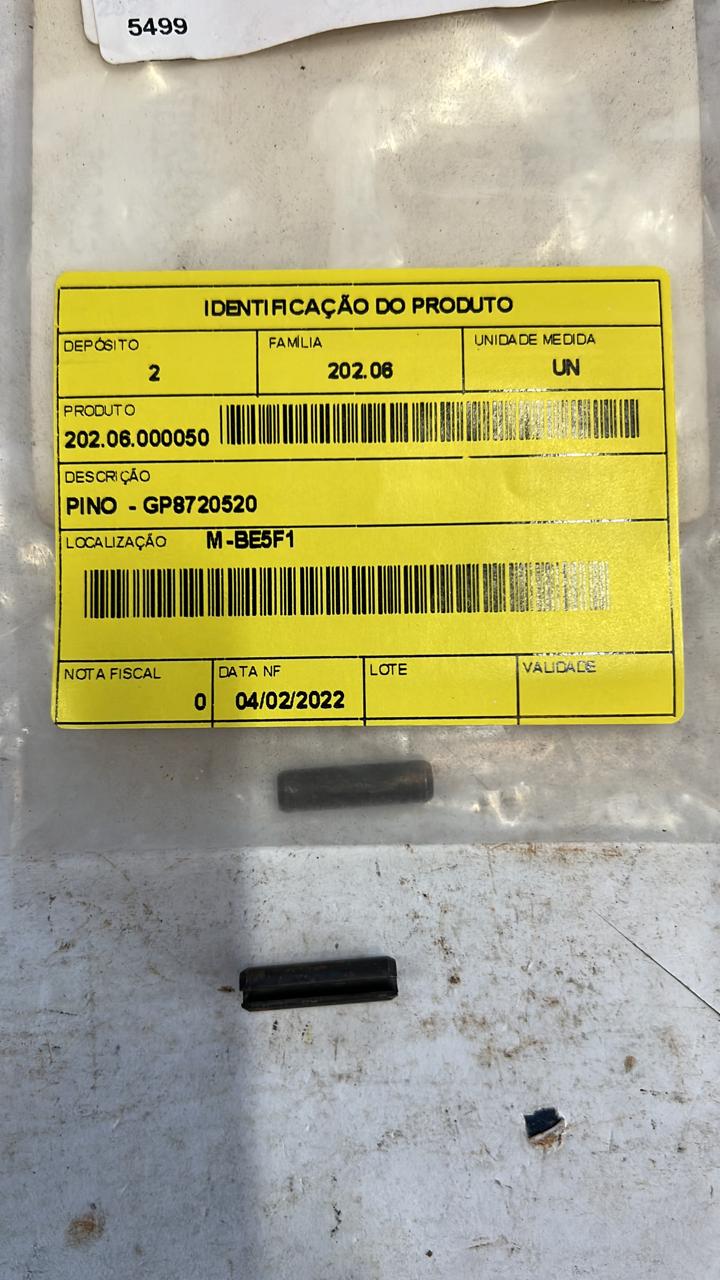 5499
IDENTIFICAÇÃO DO PRODUTO
DEPÓSITO FAMÍLIA UNIDADE MEDIDA
2 202.06 UN
PRODUTO
202.06.000050
DESCRIÇÃO
PINO - GP8720520
LOCALIZAÇÃO M-BE5F1
NOTA FISCAL DATA NF LOTE VALIDADE
0 04/02/2022